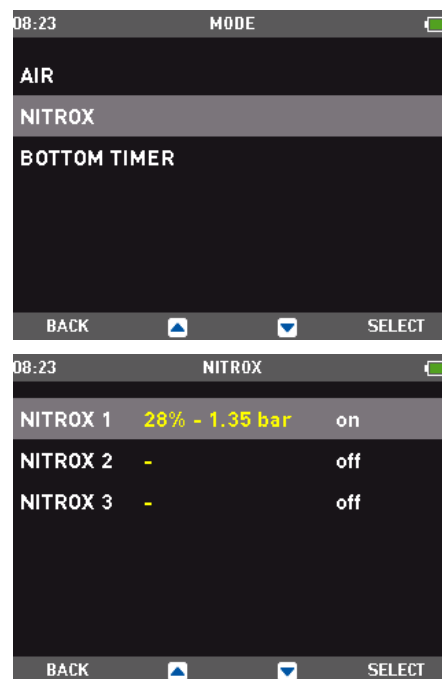 08:23 MODE
AIR
NITROX
BOTTOM TIMER
BACK SELECT
08:23 NITROX
NITROX 1 28% - 1.35 bar on
NITROX 2 - off
NITROX 3 - off
BACK SELECT